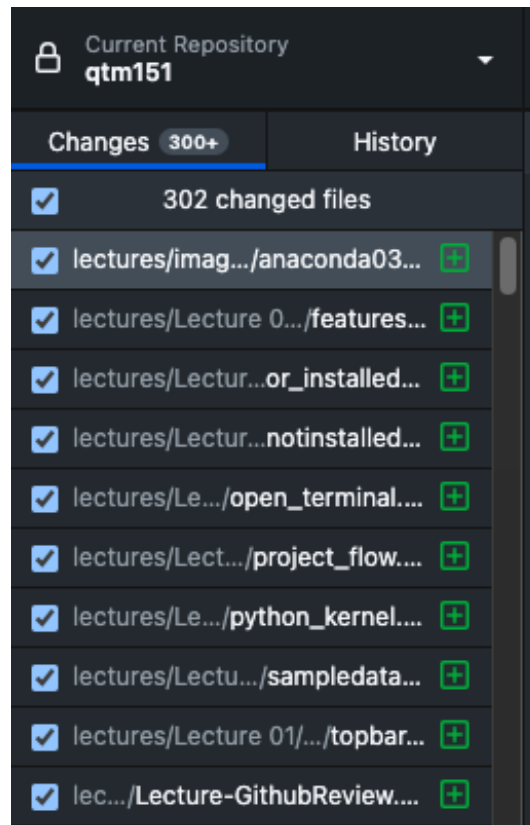 Current Repository
qtm151
Changes 300+ History
302 changed files
lectures/imag.../anaconda03...
lectures/Lecture 0.../features...
lectures/Lectur...or_installed...
lectures/Lectur...notinstalled...
lectures/Le.../open_terminal....
lectures/Lect.../project_flow....
lectures/Le.../python_kernel....
lectures/Lectu.../sampledata...
lectures/Lecture 01/.../topbar...
lec.../Lecture-GithubReview....